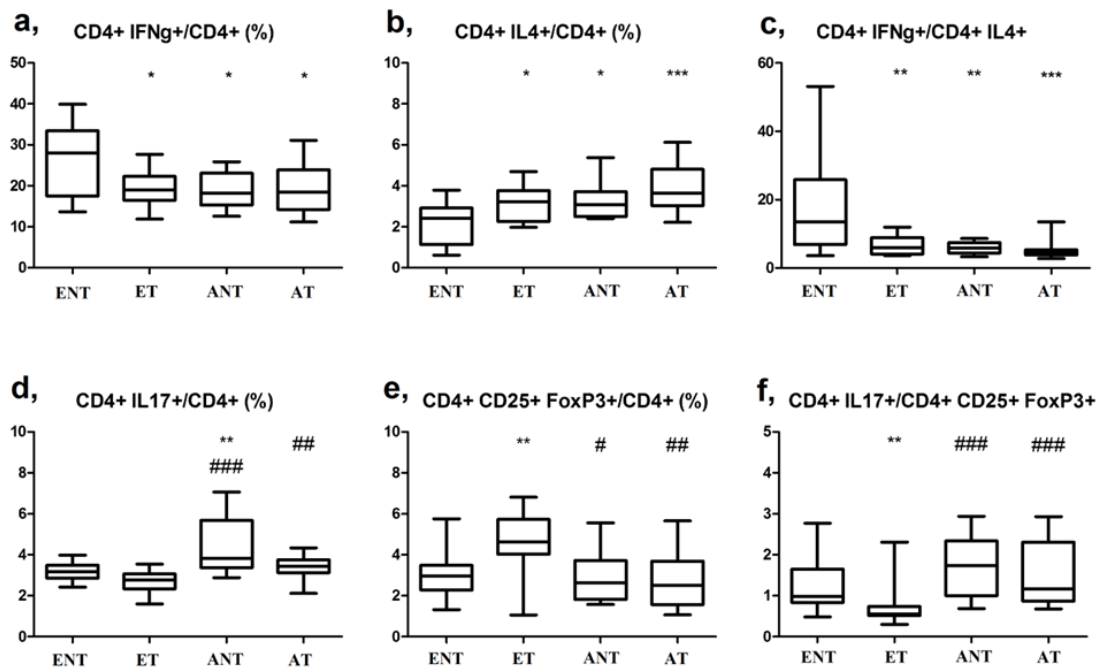 a, b, c,
CD4+ IFNg+/CD4+ (%) CD4+ IL4+/CD4+ (%) CD4+ IFNg+/CD4+ IL4+
50 10 60
* * * * * *** ** ** ***
40 8
30 6 40
20 4
10 2 20
0 0 0
ENT ET ANT AT ENT ET ANT AT ENT ET ANT AT
d, e, f,
CD4+ IL17+/CD4+ (%) CD4+ CD25+ FoxP3+/CD4+ (%) CD4+ IL17+/CD4+ CD25+ FoxP3+
10 10 5
** ## ** # ## ** ### ###
###
8 8 4
6 6 3
4 4 2
2 2 1
0 0 0
ENT ET ANT AT ENT ET ANT AT ENT ET ANT AT